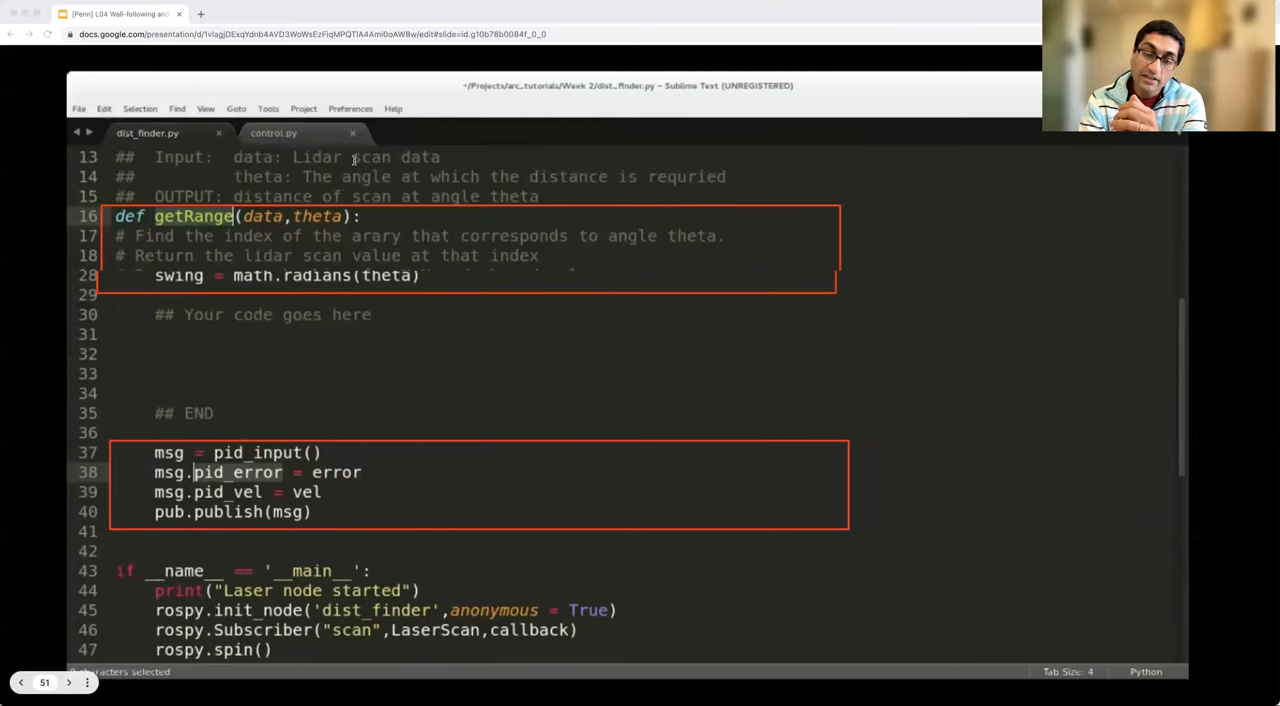 [Penn] L04 Wall-following and
docs.google.com/presentation/d/1vlagjDExqYdnb4AVD3WoWsEzFiqMPQTlA4Ami0oAW8w/edit#slide=id.g10b78b0084f_0_0
~/Projects/arc_tutorials/Week 2/dist_finder.py – Sublime Text (UNREGISTERED)
File Edit Selection Find View Goto Tools Project Preferences Help
dist_finder.py × control.py ×
13 ## Input: data: Lidar scan data
14 ## theta: The angle at which the distance is requried
15 ## OUTPUT: distance of scan at angle theta
16 def getRange(data,theta):
17 # Find the index of the arary that corresponds to angle theta.
18 # Return the lidar scan value at that index
28 swing = math.radians(theta)
29
30 ## Your code goes here
31
32
33
34
35 ## END
36
37 msg = pid_input()
38 msg.pid_error = error
39 msg.pid_vel = vel
40 pub.publish(msg)
41
42
43 if __name__ == '__main__':
44 print("Laser node started")
45 rospy.init_node('dist_finder',anonymous = True)
46 rospy.Subscriber("scan",LaserScan,callback)
47 rospy.spin()
characters selected Tab Size: 4 Python
51